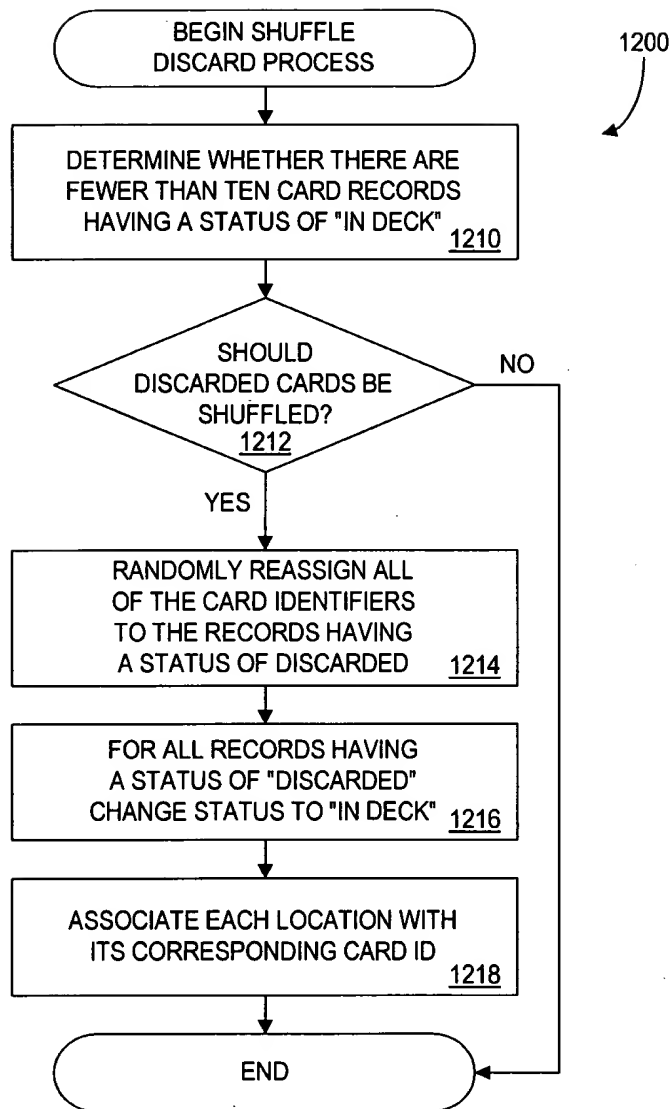 BEGIN SHUFFLE
DISCARD PROCESS
1200
DETERMINE WHETHER THERE ARE
FEWER THAN TEN CARD RECORDS
HAVING A STATUS OF "IN DECK"
1210
SHOULD
DISCARDED CARDS BE
SHUFFLED?
1212
NO
YES
RANDOMLY REASSIGN ALL
OF THE CARD IDENTIFIERS
TO THE RECORDS HAVING
A STATUS OF DISCARDED
1214
FOR ALL RECORDS HAVING
A STATUS OF "DISCARDED"
CHANGE STATUS TO "IN DECK"
1216
ASSOCIATE EACH LOCATION WITH
ITS CORRESPONDING CARD ID
1218
END